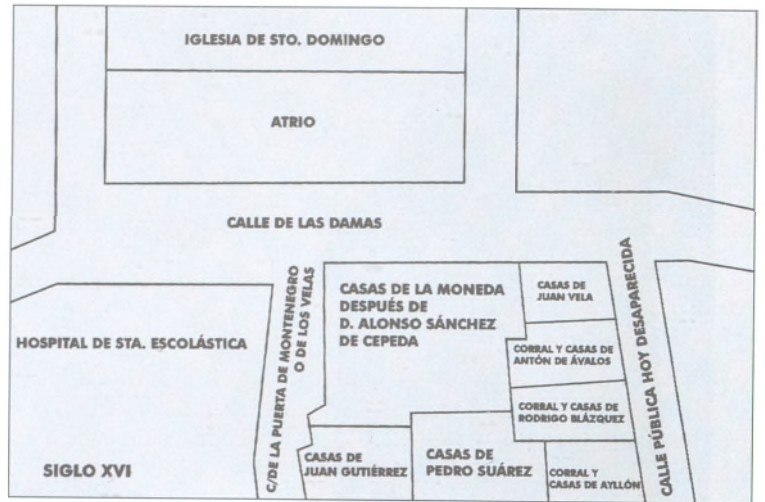 IGLESIA DE STO. DOMINGO
ATRIO
CALLE DE LAS DAMAS
C/DE LA PUERTA DE MONTENEGRO
O DE LOS VELAS
CASAS DE LA MONEDA
DESPUÉS DE
D. ALONSO SÁNCHEZ
DE CEPEDA
CASAS DE
JUAN VELA
CALLE PÚBLICA HOY DESAPARECIDA
HOSPITAL DE STA. ESCOLÁSTICA
CORRAL Y CASAS DE
ANTÓN DE ÁVALOS
CORRAL Y CASAS DE
RODRIGO BLÁZQUEZ
SIGLO XVI
CASAS DE
JUAN GUTIÉRREZ
CASAS DE
PEDRO SUÁREZ
CORRAL Y
CASAS DE AYLLÓN